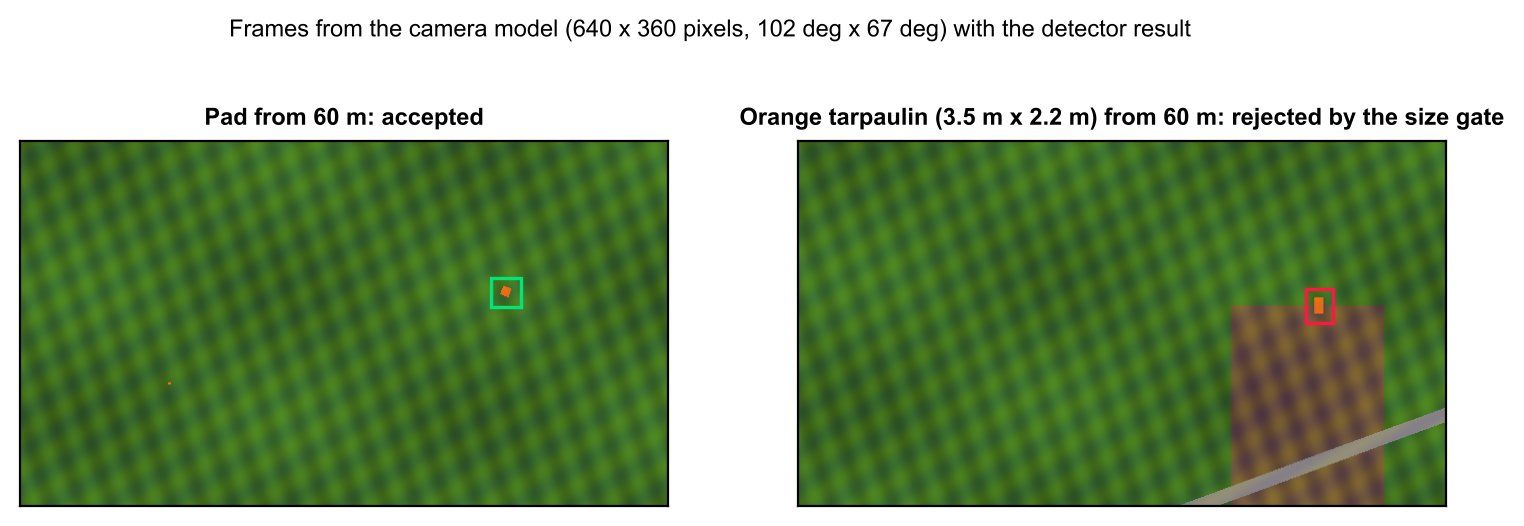 Frames from the camera model (640 x 360 pixels, 102 deg x 67 deg) with the detector result
Pad from 60 m: accepted
Orange tarpaulin (3.5 m x 2.2 m) from 60 m: rejected by the size gate